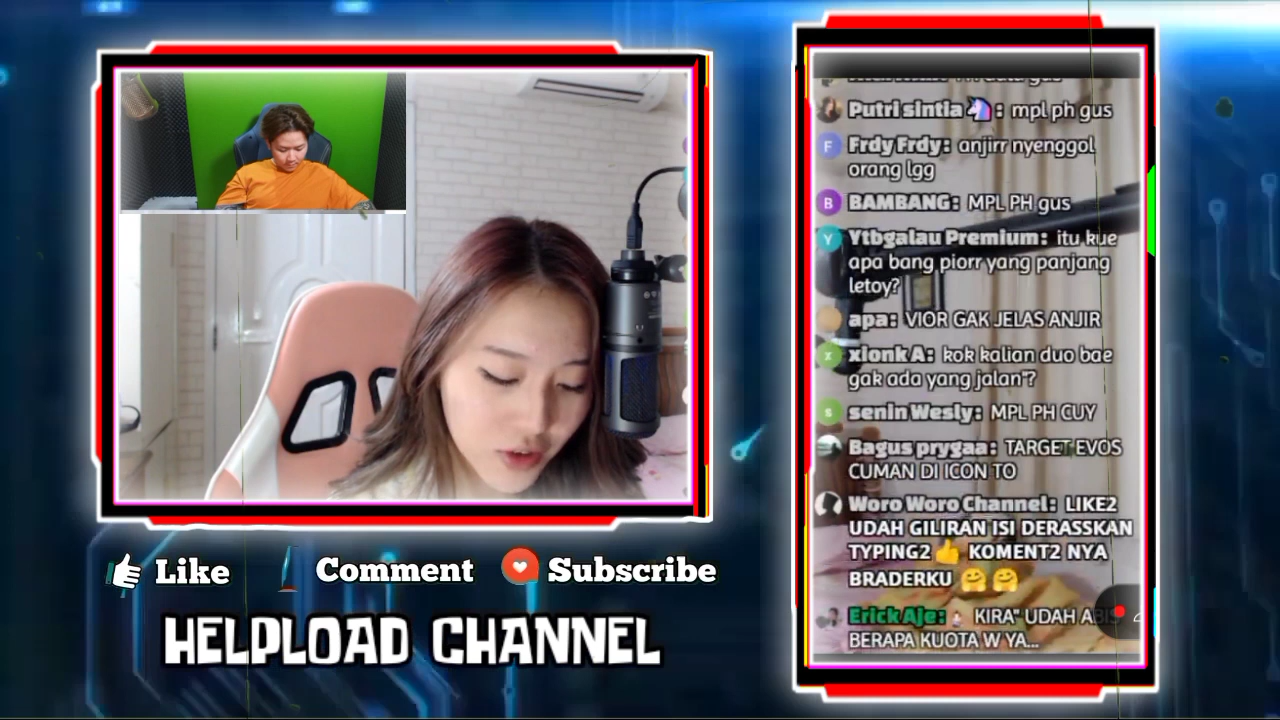 Putri sintia 🦄: mpl ph gus
F Frdy Frdy: anjirr nyenggol
orang lgg
B BAMBANG: MPL PH gus
Y Ytbgalau Premium: itu kue
apa bang piorr yang panjang
letoy?
apa: VIOR GAK JELAS ANJIR
x xionk A: kok kalian duo bae
gak ada yang jalan"?
s senin Wesly: MPL PH CUY
Bagus prygaa: TARGET EVOS
CUMAN DI ICON TO
Woro Woro Channel: LIKE2
UDAH GILIRAN ISI DERASSKAN
TYPING2 👍 KOMENT2 NYA
BRADERKU 🤗 🤗
Erick Aje: KIRA" UDAH ABIS
BERAPA KUOTA W YA...
Like Comment Subscribe
HELPLOAD CHANNEL